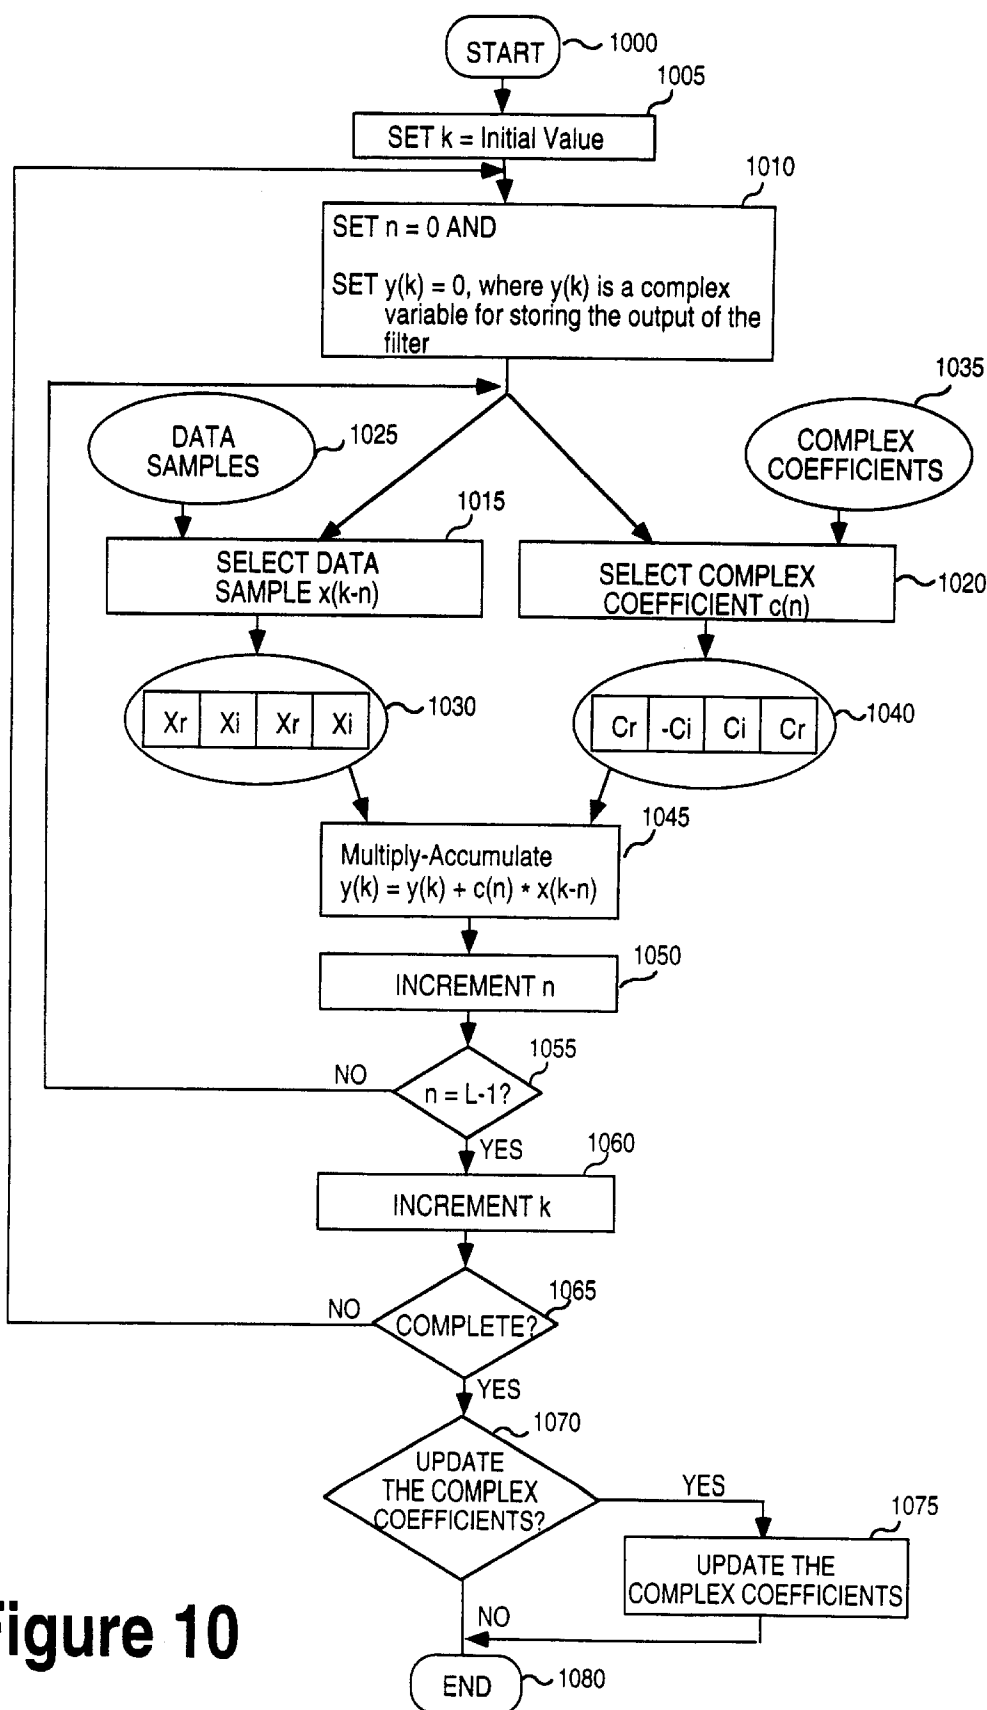 START
1000
1005
SET k = Initial Value
1010
SET n = 0 AND
SET y(k) = 0, where y(k) is a complex
variable for storing the output of the
filter
1035
DATA
SAMPLES
1025
COMPLEX
COEFFICIENTS
1015
SELECT DATA
SAMPLE x(k-n)
SELECT COMPLEX
COEFFICIENT c(n)
1020
Xr Xi Xr Xi
1030
Cr -Ci Ci Cr
1040
1045
Multiply-Accumulate
y(k) = y(k) + c(n) * x(k-n)
1050
INCREMENT n
1055
NO
n = L-1?
YES
1060
INCREMENT k
1065
NO
COMPLETE?
YES
1070
UPDATE
THE COMPLEX
COEFFICIENTS?
YES
1075
UPDATE THE
COMPLEX COEFFICIENTS
NO
END
1080
Figure 10